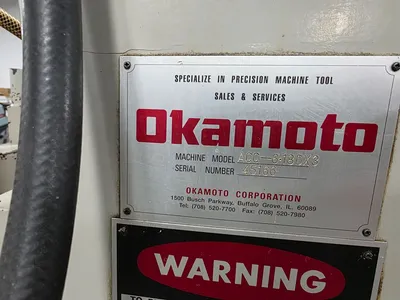 SPECIALIZE IN PRECISION MACHINE TOOL
SALES & SERVICES
Okamoto
MACHINE MODEL
SERIAL NUMBER
OKAMOTO CORPORATION
1500 Busch Parkway, Buffalo Grove, IL. 60089
Tel: (708) 520-7700 Fax: (708) 520-7980
WARNING